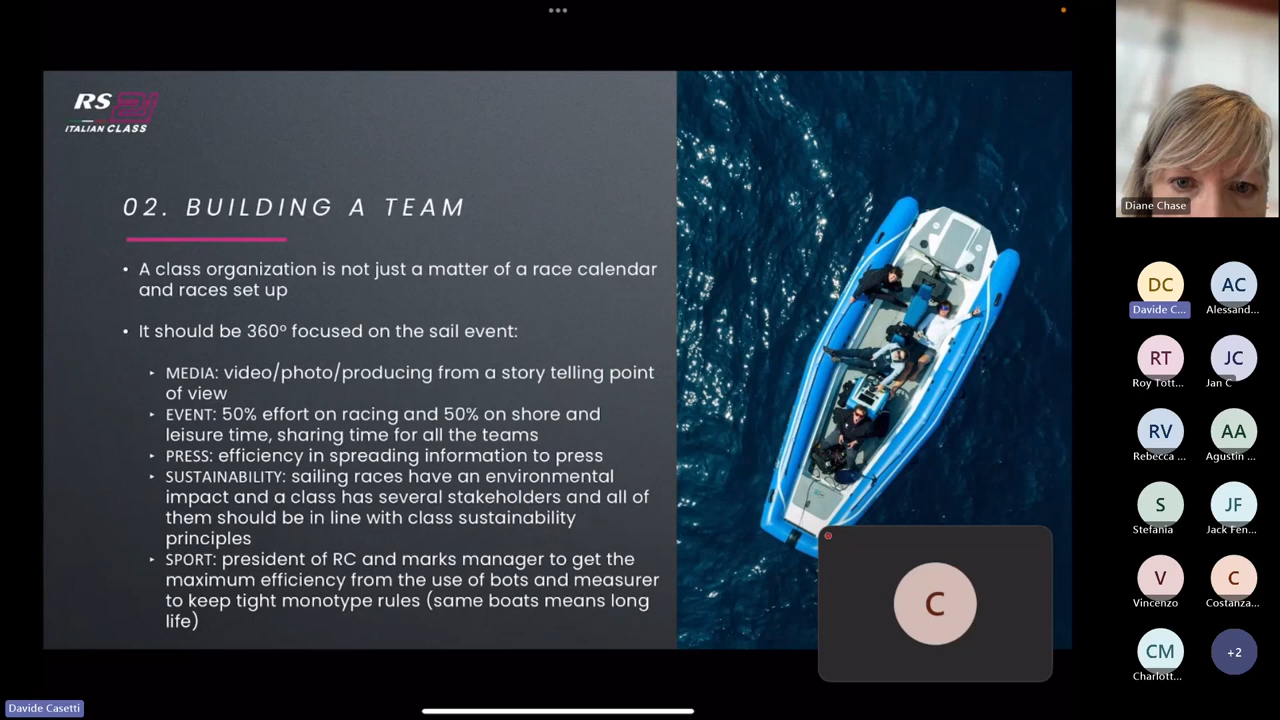 RS 21
ITALIAN CLASS
02. BUILDING A TEAM
• A class organization is not just a matter of a race calendar
and races set up
• It should be 360° focused on the sail event:
‣ MEDIA: video/photo/producing from a story telling point
of view
‣ EVENT: 50% effort on racing and 50% on shore and
leisure time, sharing time for all the teams
‣ PRESS: efficiency in spreading information to press
‣ SUSTAINABILITY: sailing races have an environmental
impact and a class has several stakeholders and all of
them should be in line with class sustainability
principles
‣ SPORT: president of RC and marks manager to get the
maximum efficiency from the use of bots and measurer
to keep tight monotype rules (same boats means long
life)
C
Davide Casetti
Diane Chase
DC
Davide C...
AC
Alessand...
RT
Roy Tott...
JC
Jan C
RV
Rebecca ...
AA
Agustin ...
S
Stefania
JF
Jack Fen...
V
Vincenzo
C
Costanza...
CM
Charlott...
+2